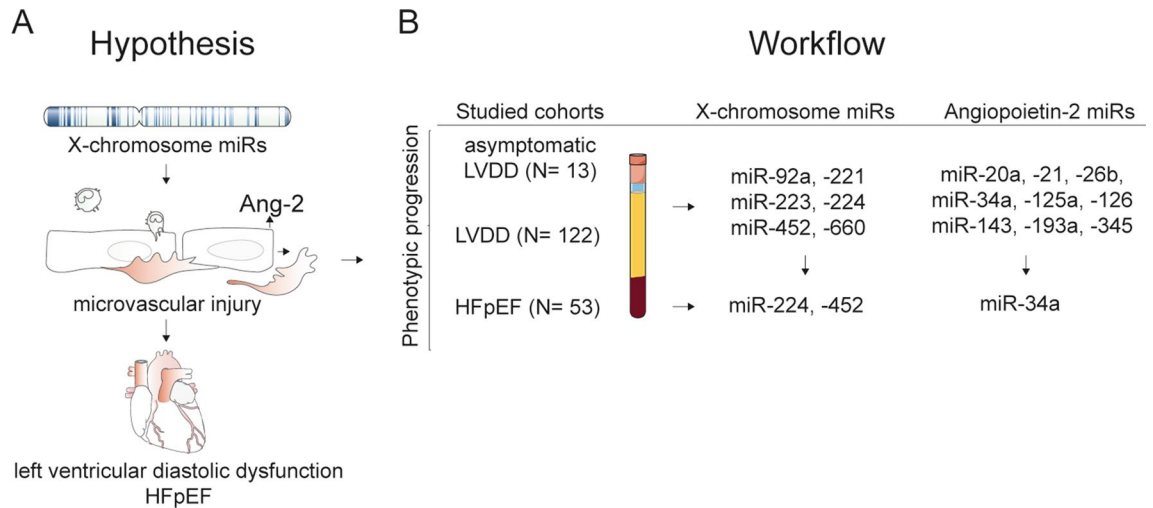 A
Hypothesis
X-chromosome miRs
Ang-2
microvascular injury
left ventricular diastolic dysfunction
HFpEF
B
Workflow
Studied cohorts
X-chromosome miRs
Angiopoietin-2 miRs
Phenotypic progression
asymptomatic
LVDD (N= 13)
LVDD (N= 122)
HFpEF (N= 53)
miR-92a, -221
miR-223, -224
miR-452, -660
miR-224, -452
miR-20a, -21, -26b,
miR-34a, -125a, -126
miR-143, -193a, -345
miR-34a